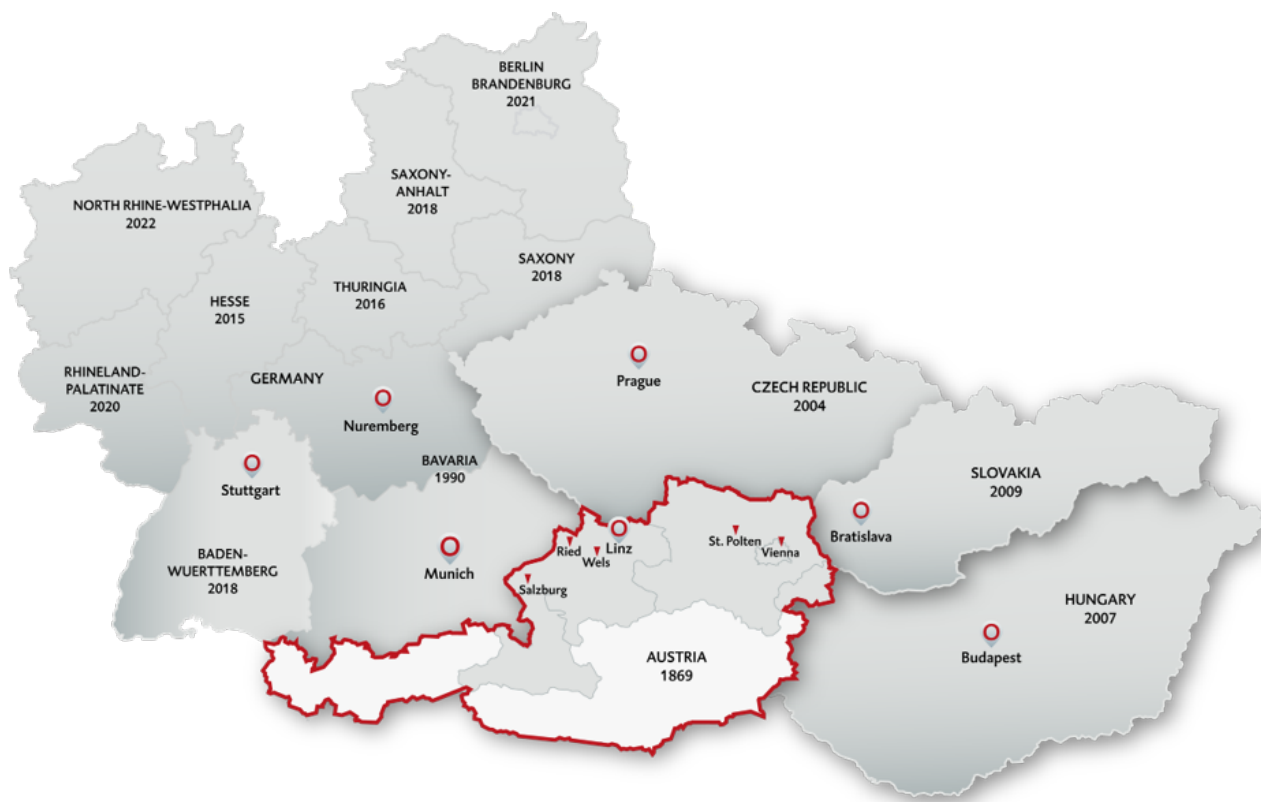 BERLIN
BRANDENBURG
2021
SAXONY-
ANHALT
2018
NORTH RHINE-WESTPHALIA
2022
SAXONY
2018
THURINGIA
2016
HESSE
2015
RHINELAND-
PALATINATE
2020
GERMANY
Nuremberg
Prague
CZECH REPUBLIC
2004
BAVARIA
1990
SLOVAKIA
2009
Stuttgart
Bratislava
BADEN-
WUERTTEMBERG
2018
Munich
Ried
Wels
Linz
St. Polten
Vienna
Salzburg
HUNGARY
2007
Budapest
AUSTRIA
1869